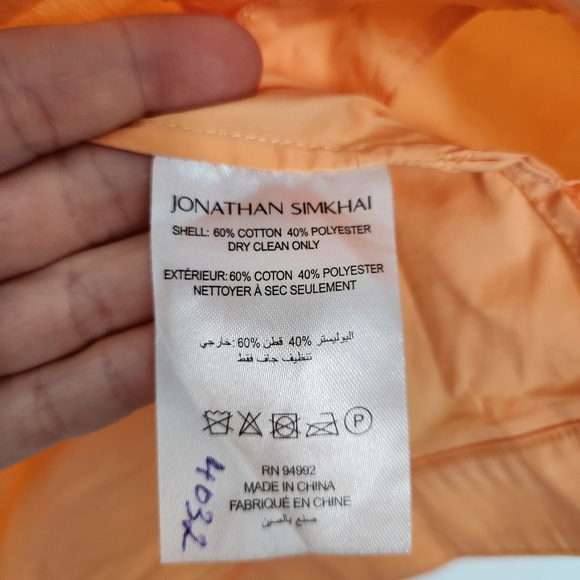 JONATHAN SIMKHAI
SHELL: 60% COTTON 40% POLYESTER
DRY CLEAN ONLY
EXTÉRIEUR:60% COTON 40% POLYESTER
NETTOYER À SEC SEULEMENT
خارجي: 60% قطن 40% البوليستر
تنظيف جاف فقط
P
RN 94992
MADE IN CHINA
FABRIQUÉ EN CHINE
صنع بالصين
4032